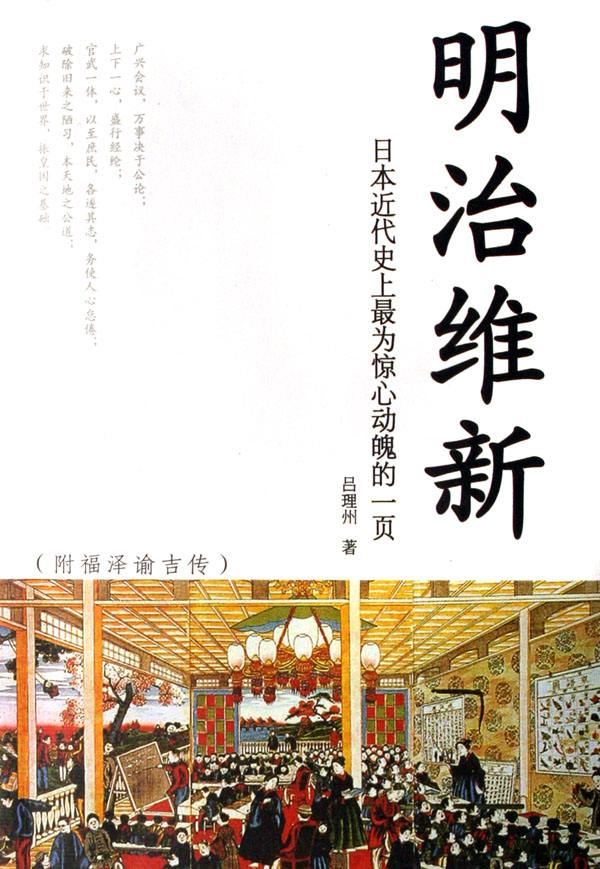 明治维新
日本近代史上最为惊心动魄的一页
吕理州 著
广兴会议，万事决于公论；
上下一心，盛行经纶；
官武一体，以至庶民，各遂其志，务使人心怠倦；
破除旧来之陋习，本天地之公道；
求知识于世界，振皇国之基础
（附福泽谕吉传）